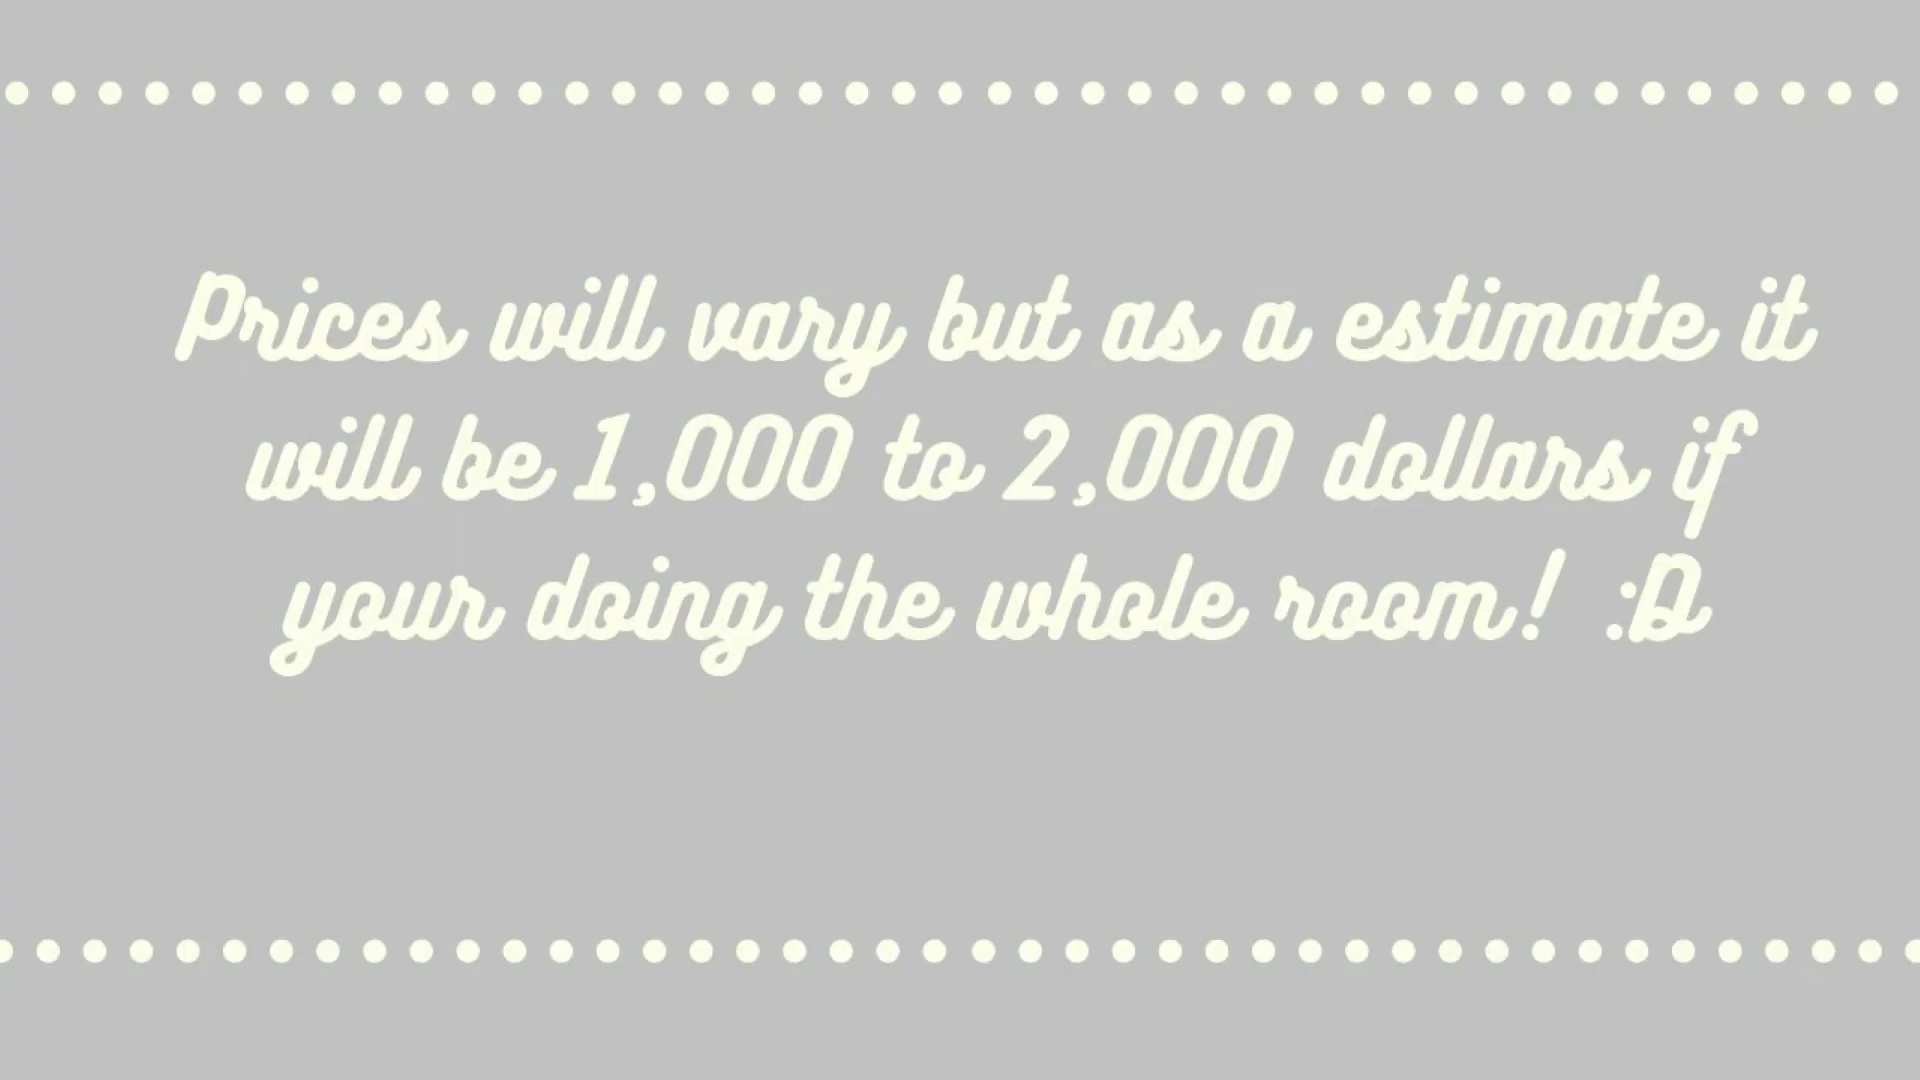 Prices will vary but as a estimate it
will be 1,000 to 2,000 dollars if
your doing the whole room! :D